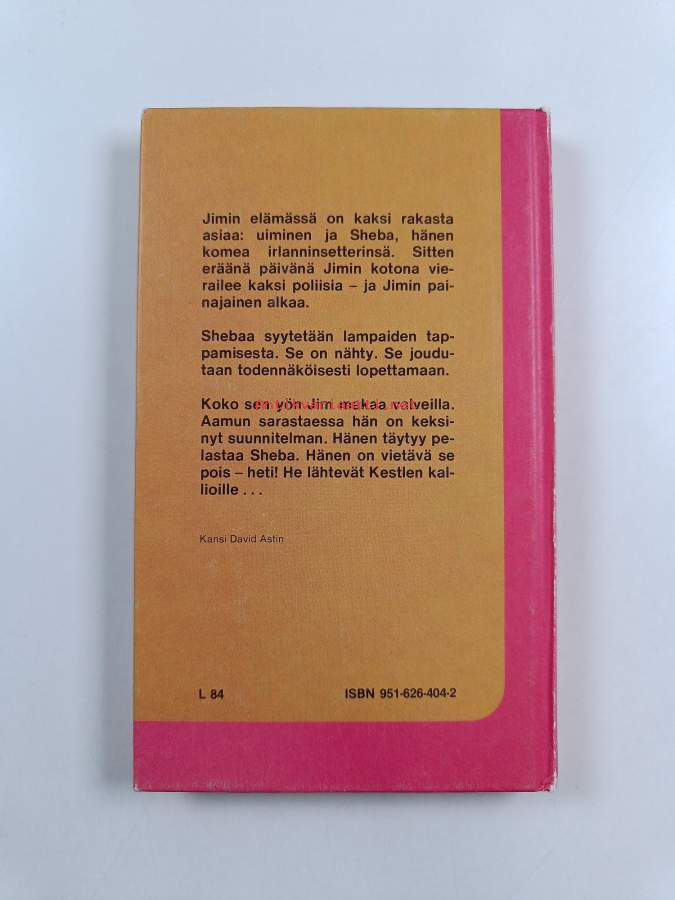 Jimin elämässä on kaksi rakasta
asiaa: uiminen ja Sheba, hänen
komea irlanninsetterinsä. Sitten
eräänä päivänä Jimin kotona vie-
railee kaksi poliisia – ja Jimin pai-
najainen alkaa.
Shebaa syytetään lampaiden tap-
pamisesta. Se on nähty. Se joudu-
taan todennäköisesti lopettamaan.
Koko sen yön Jim makaa valveilla.
Antikvariaatti.net
Aamun sarastaessa hän on keksi-
nyt suunnitelman. Hänen täytyy pe-
lastaa Sheba. Hänen on vietävä se
pois – heti! He lähtevät Kestlen kal-
lioille ...
Kansi David Astin
L 84 ISBN 951-626-404-2